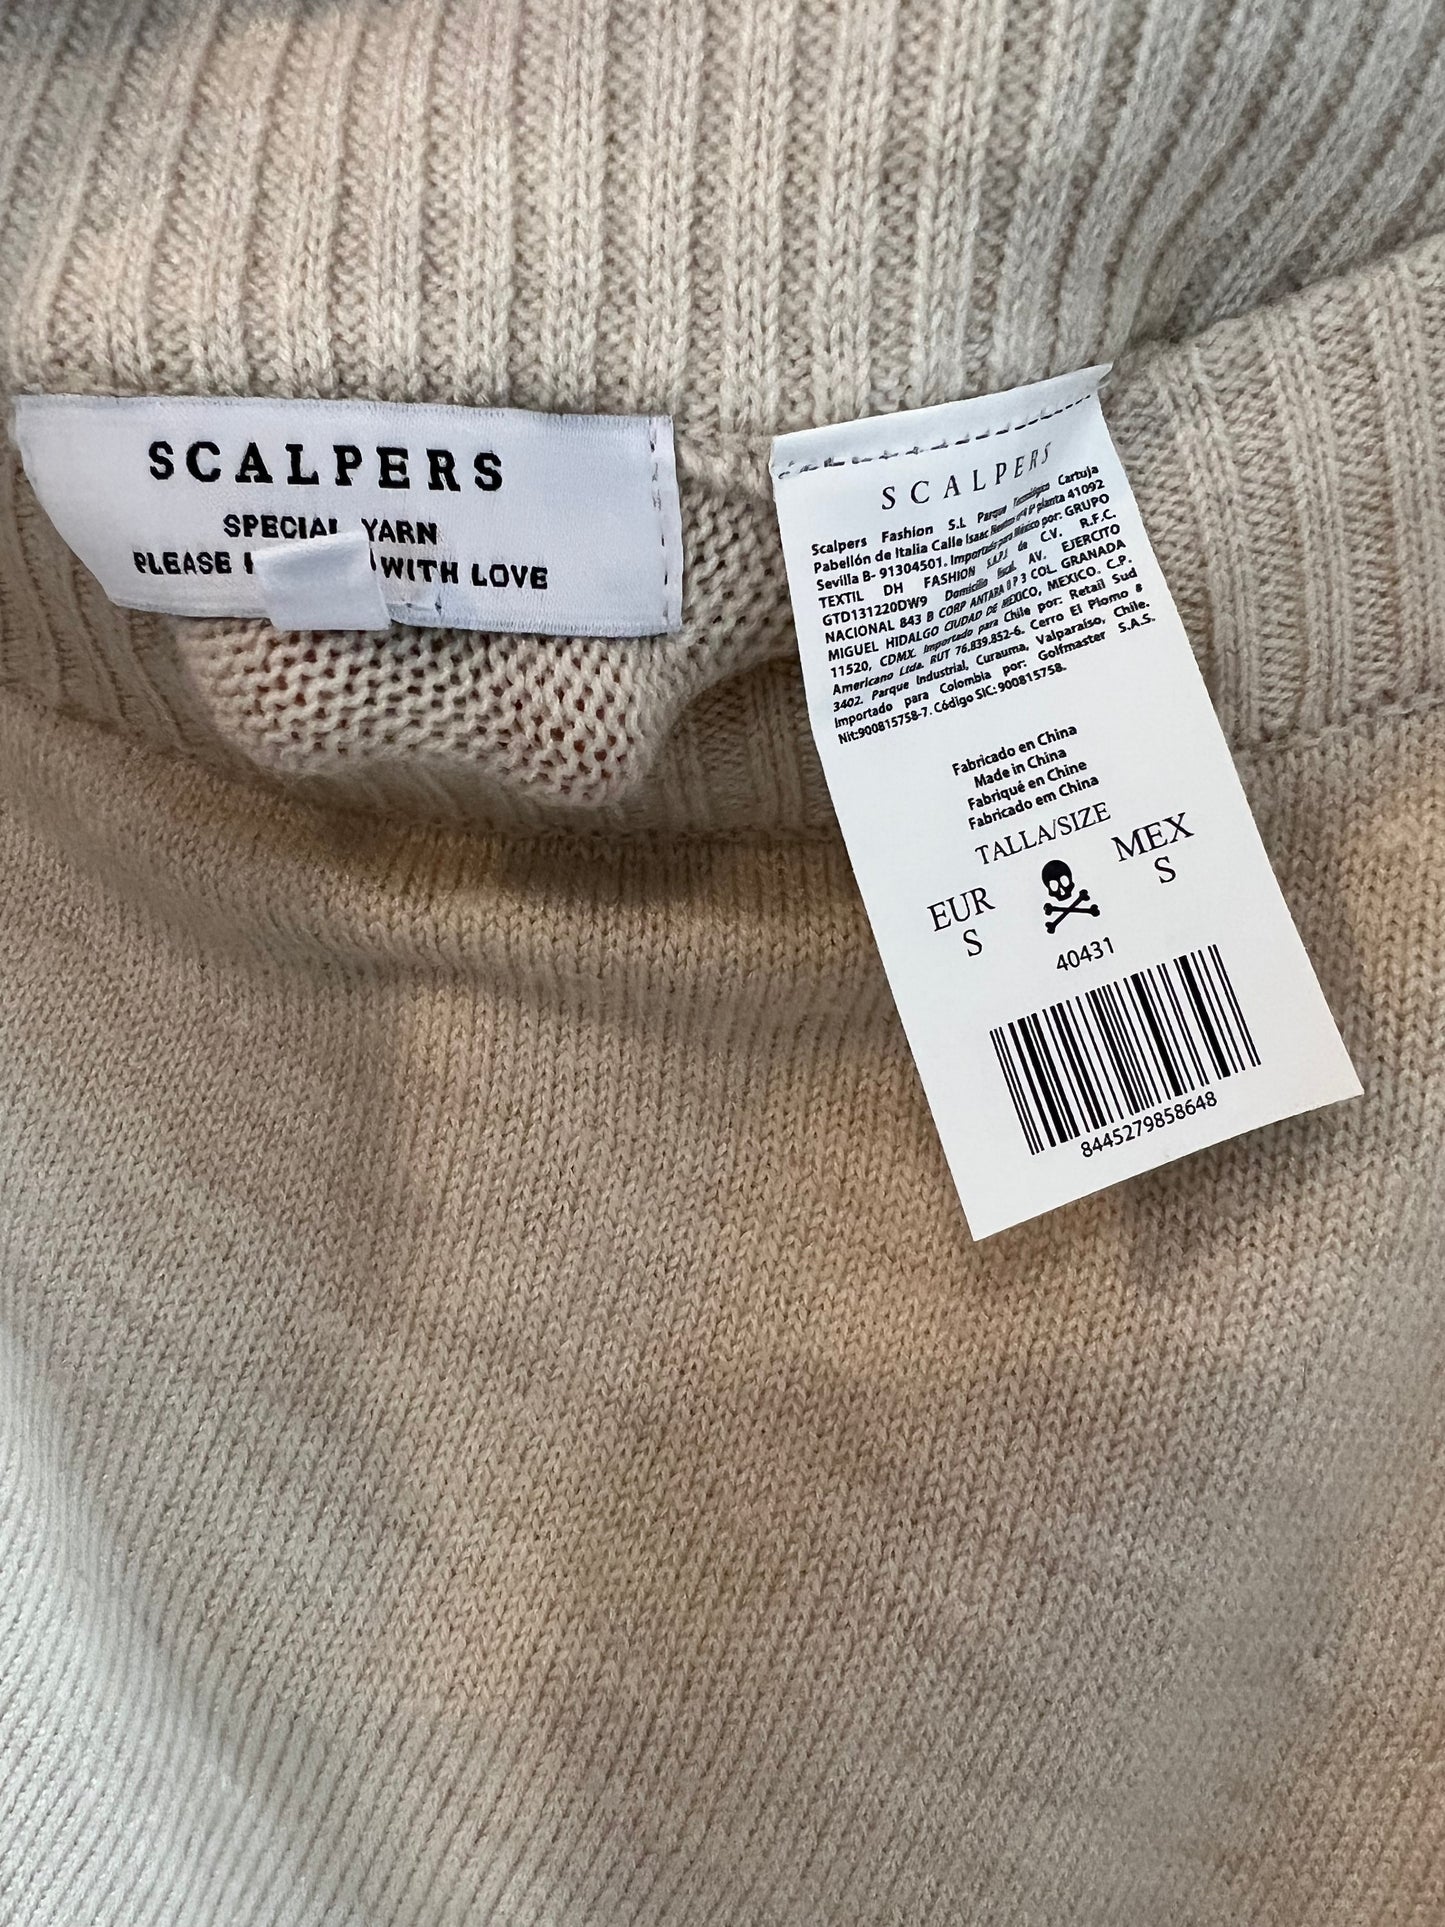 SCALPERS
SPECIAL YARN
PLEASE
WITH LOVE
SCALPERS
Scalpers Fashion S.L Parque Tecnológico Cartuja
Pabellón de Italia Calle Isaac Newton nº4 5ª planta 41092
Sevilla B- 91304501. Importado para México por: GRUPO
TEXTIL DH FASHION S.A.P.I. de C.V. R.F.C.
GTD131220DW9 Domicilio fiscal. AV. EJERCITO
NACIONAL 843 B CORP ANTARA II P 3 COL. GRANADA
MIGUEL HIDALGO CIUDAD DE MEXICO, MEXICO. C.P.
11520, CDMX. Importado para Chile por: Retail Sud
Americano Ltda. RUT 76.839.852-6. Cerro El Plomo 8
3402. Parque Industrial, Curauma, Valparaíso, Chile.
Importado para Colombia por: Golfmaster S.A.S.
Nit:900815758-7. Código SIC: 900815758.
Fabricado en China
Made in China
Fabriqué en Chine
Fabricado em China
TALLA/SIZE
EUR MEX
S S
40431
8445279858648